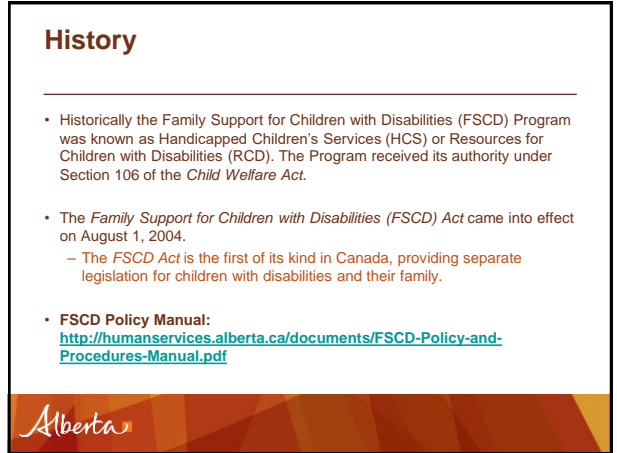 History
• Historically the Family Support for Children with Disabilities (FSCD) Program
was known as Handicapped Children's Services (HCS) or Resources for
Children with Disabilities (RCD). The Program received its authority under
Section 106 of the Child Welfare Act.
• The Family Support for Children with Disabilities (FSCD) Act came into effect
on August 1, 2004.
– The FSCD Act is the first of its kind in Canada, providing separate
legislation for children with disabilities and their family.
• FSCD Policy Manual:
http://humanservices.alberta.ca/documents/FSCD-Policy-and-
Procedures-Manual.pdf
Alberta